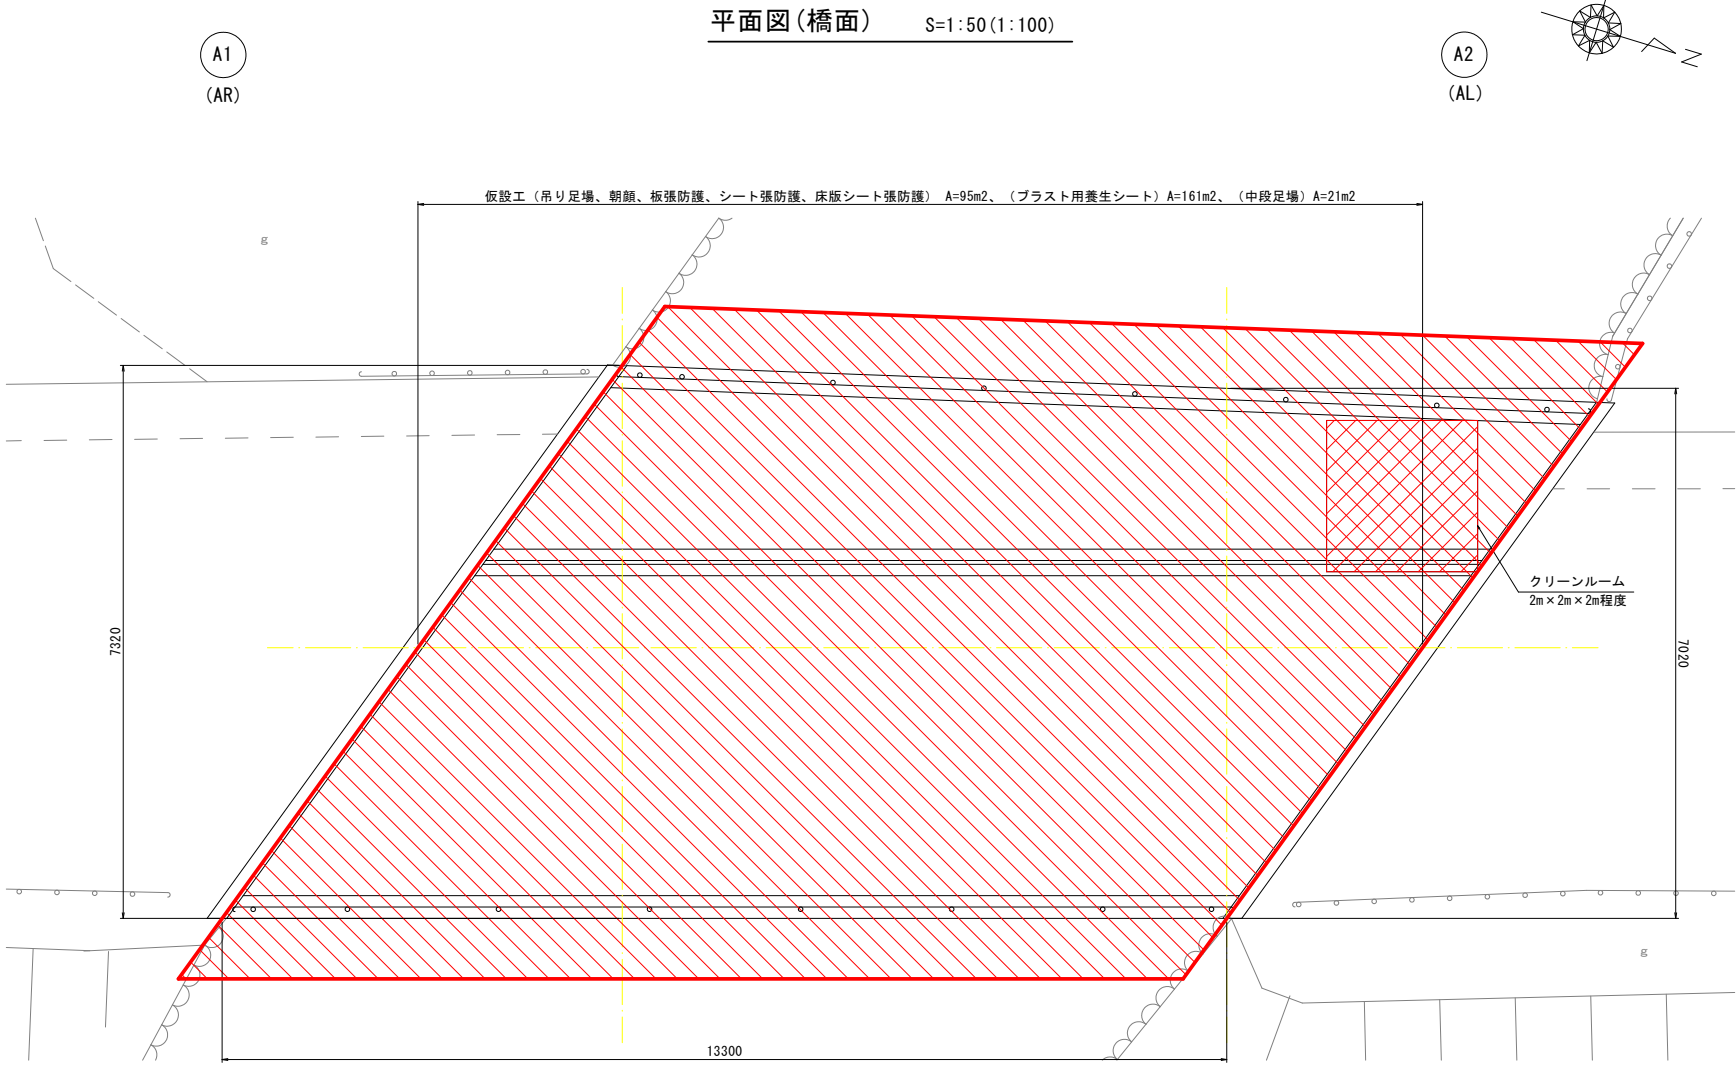 平面図(橋面) S=1:50(1:100)
A1
(AR)
A2
(AL)
N
仮設工（吊り足場、朝顔、板張防護、シート張防護、床版シート張防護） A=95m2、（ブラスト用養生シート）A=161m2、（中段足場）A=21m2
g
クリーンルーム
2m×2m×2m程度
7320
7020
g
13300